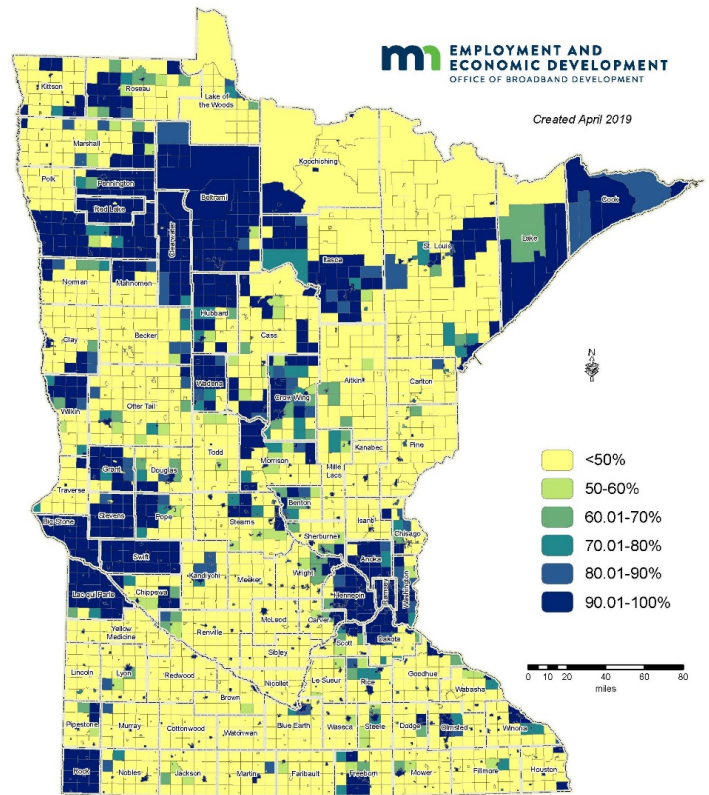 mn EMPLOYMENT AND
ECONOMIC DEVELOPMENT
OFFICE OF BROADBAND DEVELOPMENT
Created April 2019
Kittson
Roseau
Lake of
the Woods
Marshall
Koochiching
Polk
Pennington
Red Lake
Beltrami
Clearwater
Cook
Lake
St. Louis
Itasca
Norman
Mahnomen
Hubbard
Cass
Clay
Becker
Wadena
Crow Wing
Aitkin
Carlton
N
Wilkin
Otter Tail
Todd
Morrison
Mille
Lacs
Kanabec
Pine
Grant
Douglas
Traverse
Big Stone
Stevens
Pope
Stearns
Benton
Sherburne
Isanti
Chisago
Swift
Kandiyohi
Meeker
Wright
Anoka
Hennepin
Ramsey
Washington
Lac qui Parle
Chippewa
Renville
McLeod
Carver
Scott
Dakota
Yellow
Medicine
Sibley
Lincoln
Lyon
Redwood
Nicollet
Le Sueur
Rice
Goodhue
Wabasha
Brown
Pipestone
Murray
Cottonwood
Watonwan
Blue Earth
Waseca
Steele
Dodge
Olmsted
Winona
Rock
Nobles
Jackson
Martin
Faribault
Freeborn
Mower
Fillmore
Houston
<50%
50-60%
60.01-70%
70.01-80%
80.01-90%
90.01-100%
0 10 20 40 60 80
miles